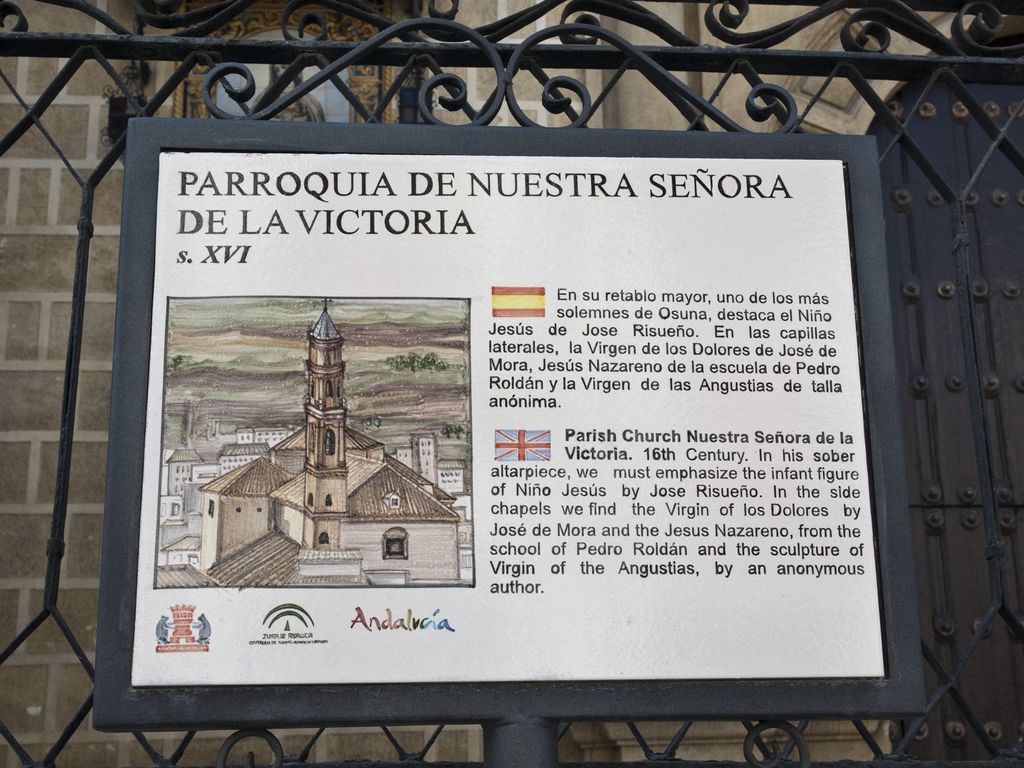 PARROQUIA DE NUESTRA SEÑORA
DE LA VICTORIA
s. XVI
En su retablo mayor, uno de los más
solemnes de Osuna, destaca el Niño
Jesús de Jose Risueño. En las capillas
laterales, la Virgen de los Dolores de José de
Mora, Jesús Nazareno de la escuela de Pedro
Roldán y la Virgen de las Angustias de talla
anónima.
Parish Church Nuestra Señora de la
Victoria. 16th Century. In his sober
altarpiece, we must emphasize the infant figure
of Niño Jesús by Jose Risueño. In the side
chapels we find the Virgin of los Dolores by
José de Mora and the Jesus Nazareno, from the
school of Pedro Roldán and the sculpture of
Virgin of the Angustias, by an anonymous
author.
JUNTA DE ANDALUCIA
Andalucía